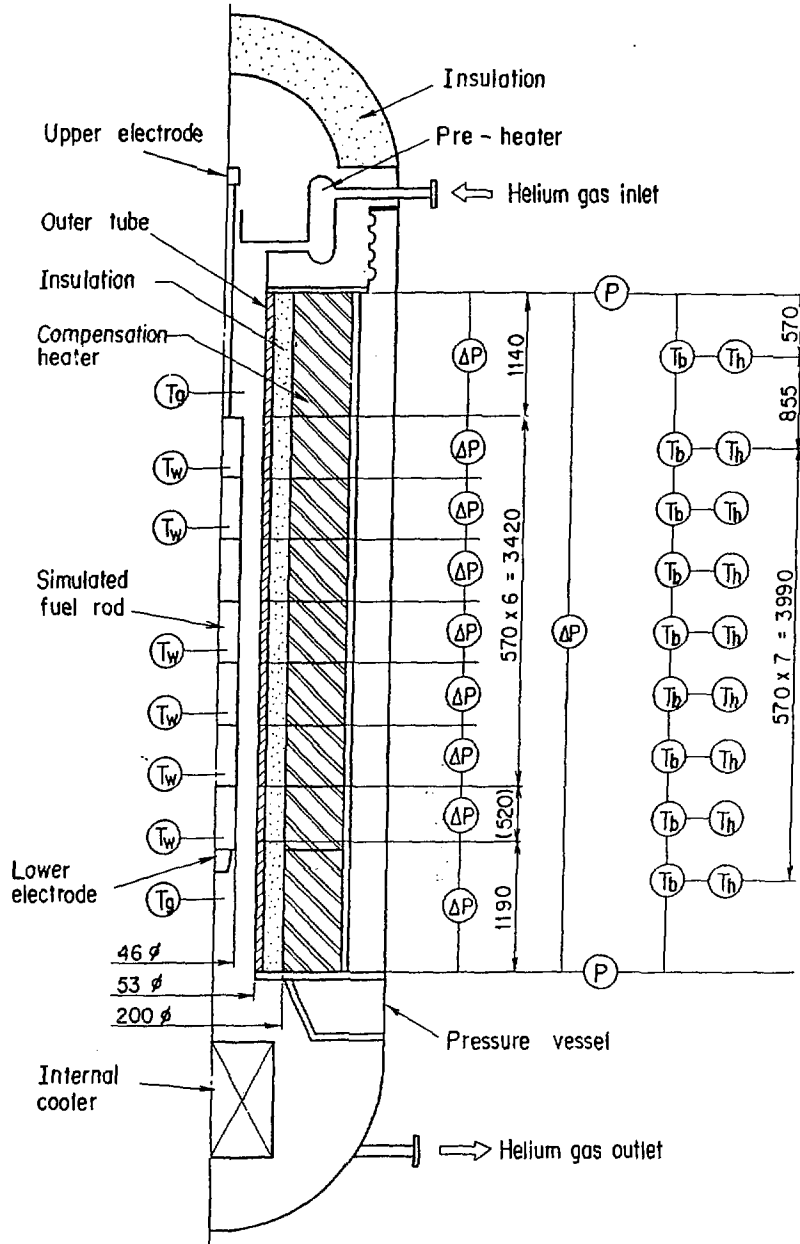 Insulation
Upper electrode
Pre - heater
Helium gas inlet
Outer tube
Insulation
Compensation
heater
P
570
1140
ΔP
Tb
Th
855
Tg
ΔP
Tb
Th
Tw
ΔP
Tb
Th
Tw
570 x 6 = 3420
ΔP
Tb
Th
Simulated
fuel rod
ΔP
ΔP
Tb
Th
Tw
570 x 7 = 3990
ΔP
Tb
Th
Tw
ΔP
Tb
Th
Tw
(520)
ΔP
Tb
Th
Tw
Lower
electrode
Tb
Th
Tg
ΔP
1190
46 ϕ
53 ϕ
P
200 ϕ
Pressure vessel
Internal
cooler
Helium gas outlet